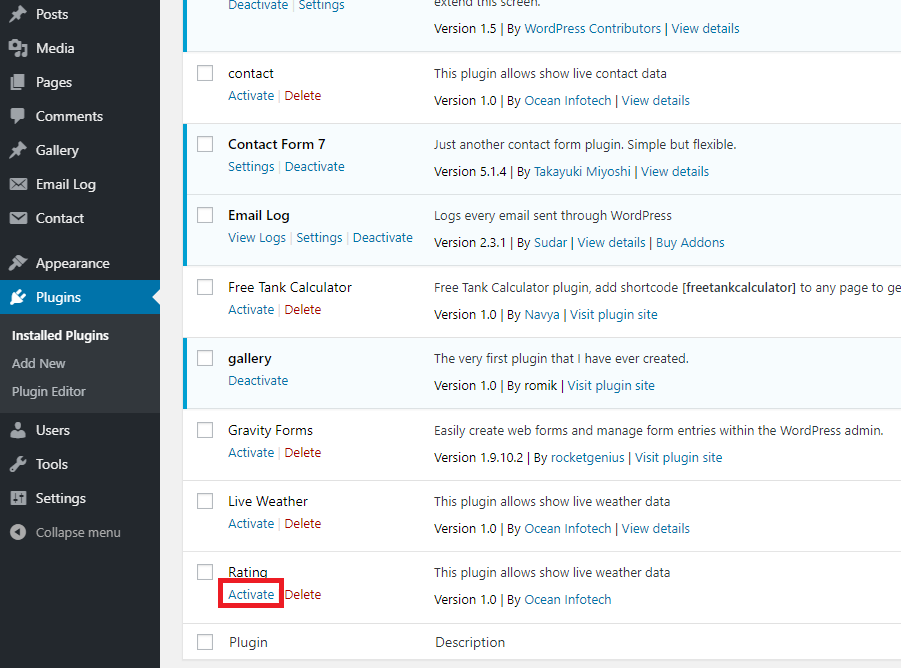 Posts
Media
Pages
Comments
Gallery
Email Log
Contact
Appearance
Plugins
Installed Plugins
Add New
Plugin Editor
Users
Tools
Settings
Collapse menu
extend this screen.
Deactivate | Settings
Version 1.5 | By WordPress Contributors | View details
contact
This plugin allows show live contact data
Activate | Delete
Version 1.0 | By Ocean Infotech | View details
Contact Form 7
Just another contact form plugin. Simple but flexible.
Settings | Deactivate
Version 5.1.4 | By Takayuki Miyoshi | View details
Email Log
Logs every email sent through WordPress
View Logs | Settings | Deactivate
Version 2.3.1 | By Sudar | View details | Buy Addons
Free Tank Calculator
Free Tank Calculator plugin, add shortcode [freetankcalculator] to any page to ge
Activate | Delete
Version 1.0 | By Navya | Visit plugin site
gallery
The very first plugin that I have ever created.
Deactivate
Version 1.0 | By romik | Visit plugin site
Gravity Forms
Easily create web forms and manage form entries within the WordPress admin.
Activate | Delete
Version 1.9.10.2 | By rocketgenius | Visit plugin site
Live Weather
This plugin allows show live weather data
Activate | Delete
Version 1.0 | By Ocean Infotech | View details
Rating
This plugin allows show live weather data
Activate Delete
Version 1.0 | By Ocean Infotech
Plugin
Description